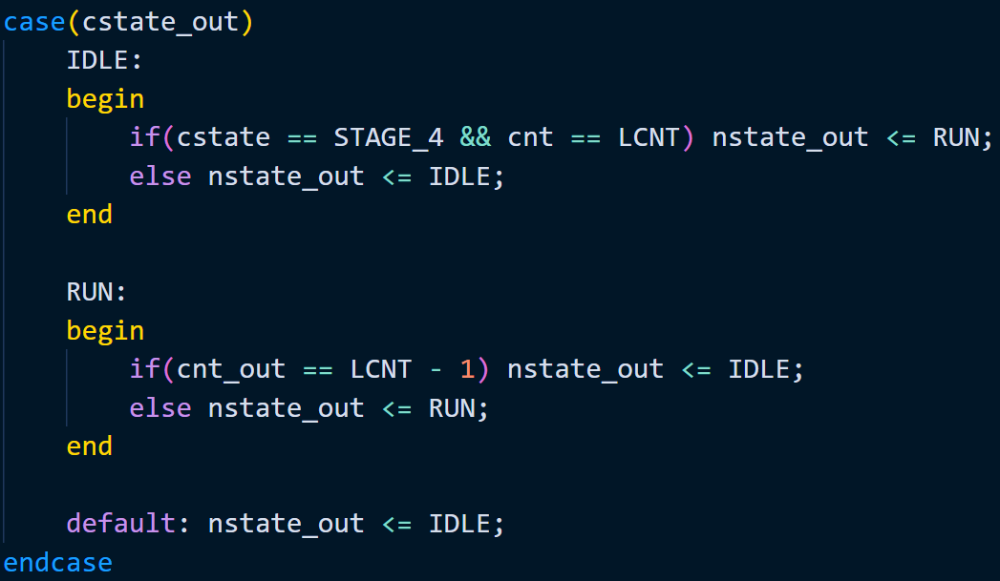 case(cstate_out)
IDLE:
begin
if(cstate == STAGE_4 && cnt == LCNT) nstate_out <= RUN;
else nstate_out <= IDLE;
end
RUN:
begin
if(cnt_out == LCNT - 1) nstate_out <= IDLE;
else nstate_out <= RUN;
end
default: nstate_out <= IDLE;
endcase